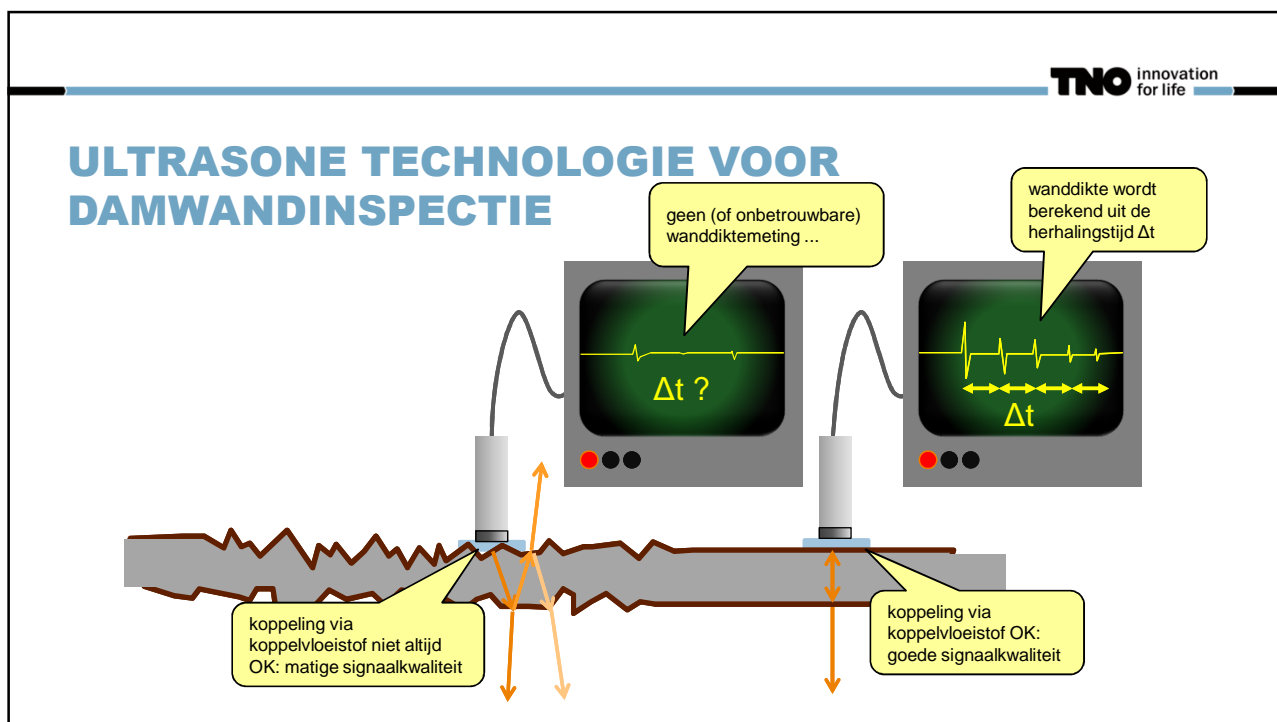 TNO innovation
for life
ULTRASONE TECHNOLOGIE VOOR
DAMWANDINSPECTIE
geen (of onbetrouwbare)
wanddiktemeting ...
wanddikte wordt
berekend uit de
herhalingstijd Δt
Δt ?
Δt
koppeling via
koppelvloeistof niet altijd
OK: matige signaalkwaliteit
koppeling via
koppelvloeistof OK:
goede signaalkwaliteit